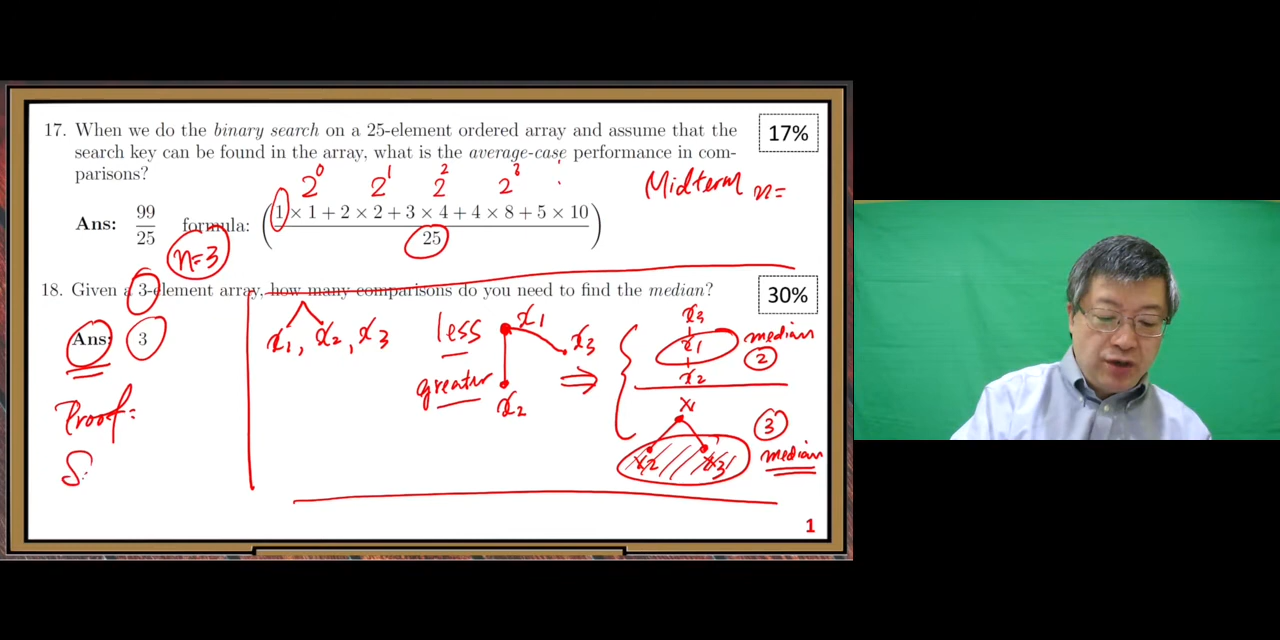 17. When we do the binary search on a 25-element ordered array and assume that the
search key can be found in the array, what is the average-case performance in com-
parisons?
17%
2^0 2^1 2^2 2^3 :
Midterm n=
Ans: 99/25 formula: ( (1 × 1 + 2 × 2 + 3 × 4 + 4 × 8 + 5 × 10) / 25 )
n=3
18. Given a 3-element array, how many comparisons do you need to find the median?
30%
Ans: 3
x1, x2, x3
less
greater
x1
x3
x2
⇒
x3
x1
x2
median
2
x1
x2 x3
3
median
Proof:
S
1